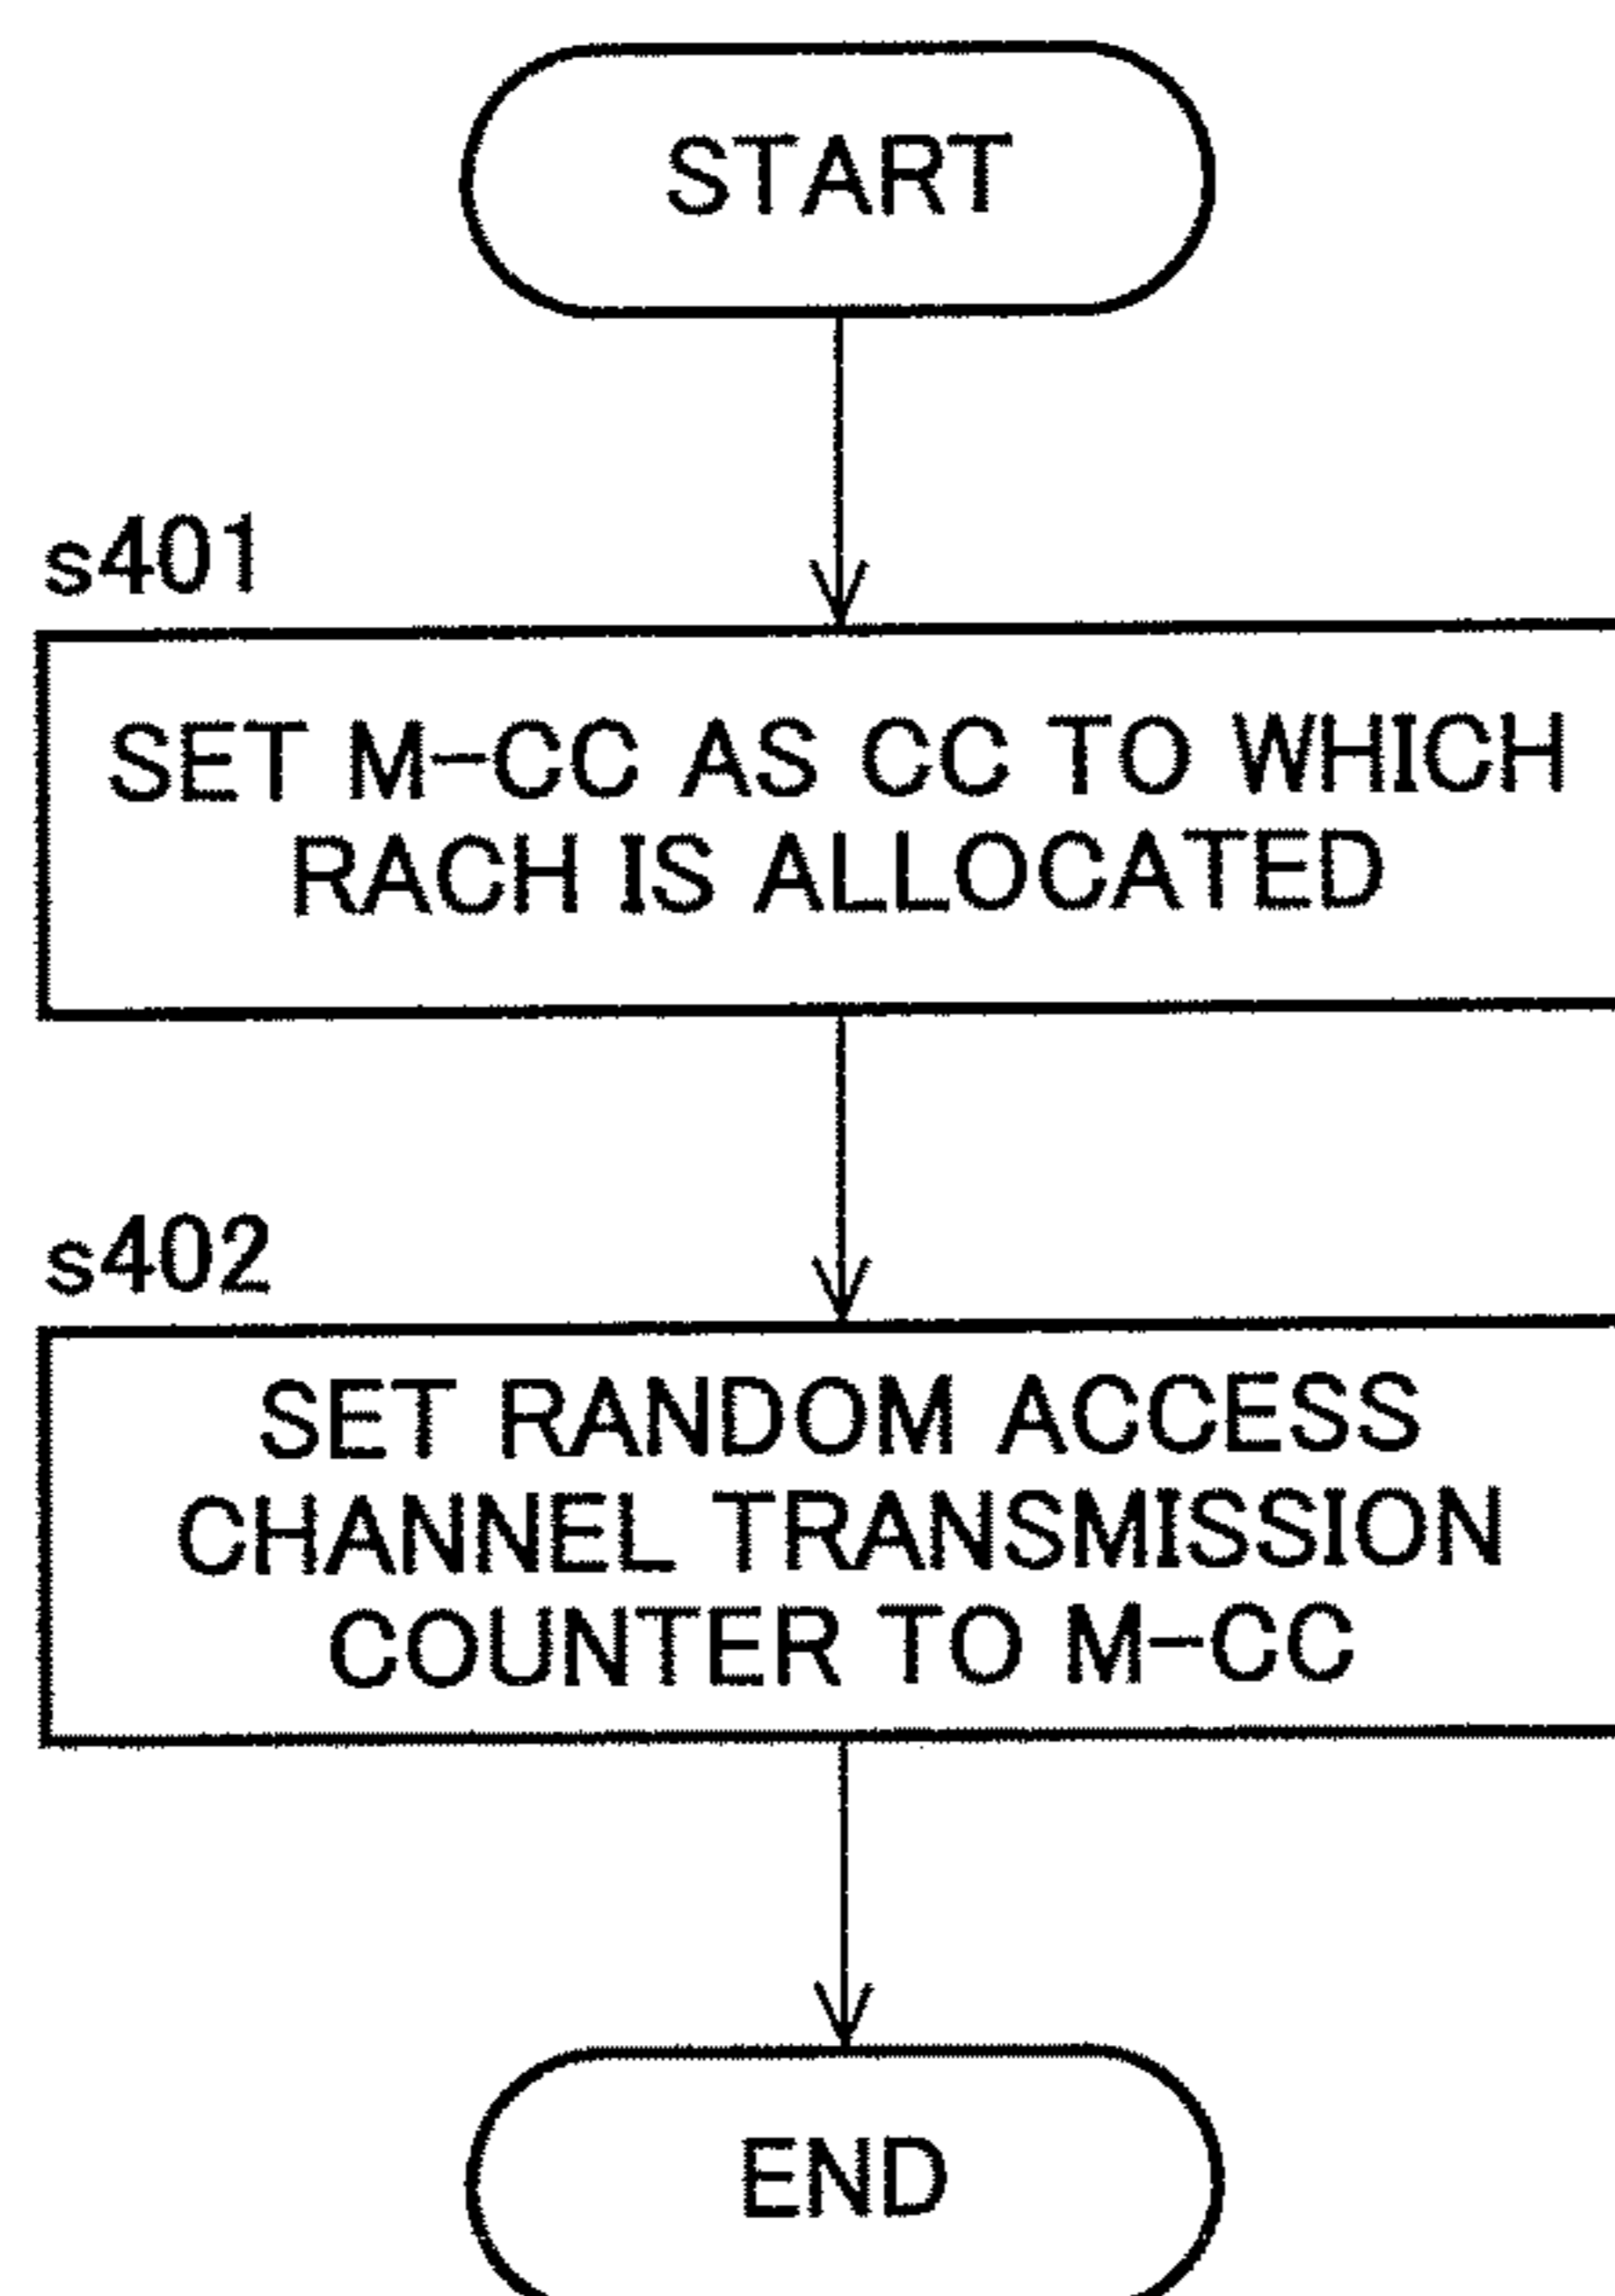 START
s401
SET M-CC AS CC TO WHICH
RACH IS ALLOCATED
s402
SET RANDOM ACCESS
CHANNEL TRANSMISSION
COUNTER TO M-CC
END